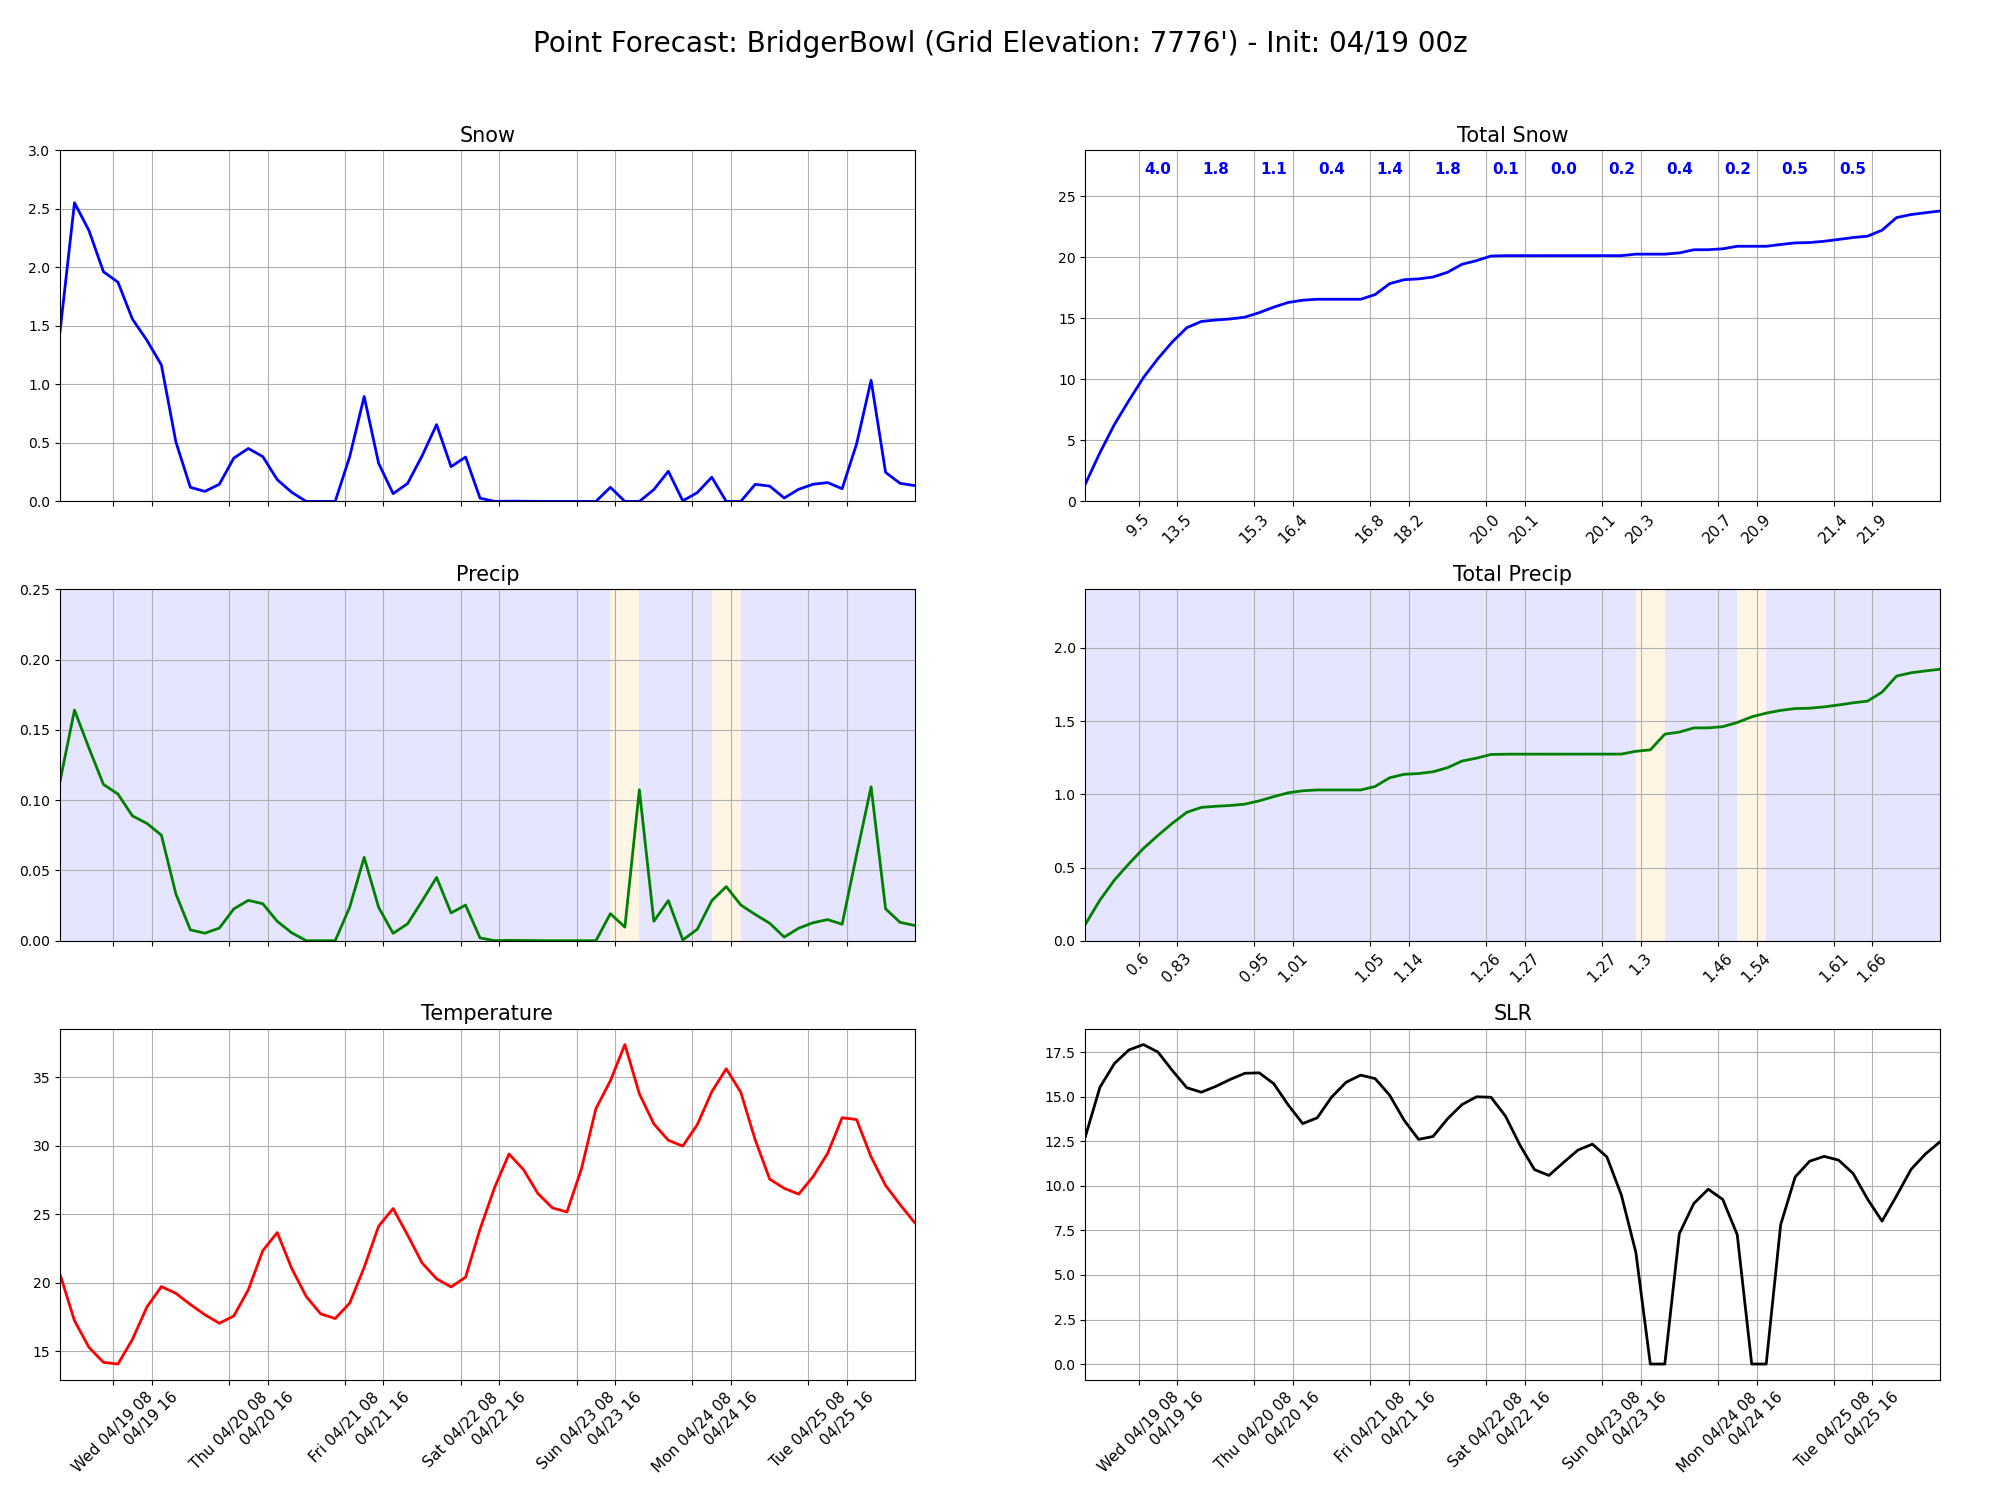 Point Forecast: BridgerBowl (Grid Elevation: 7776') - Init: 04/19 00z
Snow
3.0
2.5
2.0
1.5
1.0
0.5
0.0
Total Snow
4.0 1.8 1.1 0.4 1.4 1.8 0.1 0.0 0.2 0.4 0.2 0.5 0.5
25
20
15
10
5
0
9.5 13.5 15.3 16.4 16.8 18.2 20.0 20.1 20.1 20.3 20.7 20.9 21.4 21.9
Precip
0.25
0.20
0.15
0.10
0.05
0.00
Total Precip
2.0
1.5
1.0
0.5
0.0
0.6 0.83 0.95 1.01 1.05 1.14 1.26 1.27 1.27 1.3 1.46 1.54 1.61 1.66
Temperature
35
30
25
20
15
Wed 04/19 08
04/19 16
Thu 04/20 08
04/20 16
Fri 04/21 08
04/21 16
Sat 04/22 08
04/22 16
Sun 04/23 08
04/23 16
Mon 04/24 08
04/24 16
Tue 04/25 08
04/25 16
SLR
17.5
15.0
12.5
10.0
7.5
5.0
2.5
0.0
Wed 04/19 08
04/19 16
Thu 04/20 08
04/20 16
Fri 04/21 08
04/21 16
Sat 04/22 08
04/22 16
Sun 04/23 08
04/23 16
Mon 04/24 08
04/24 16
Tue 04/25 08
04/25 16